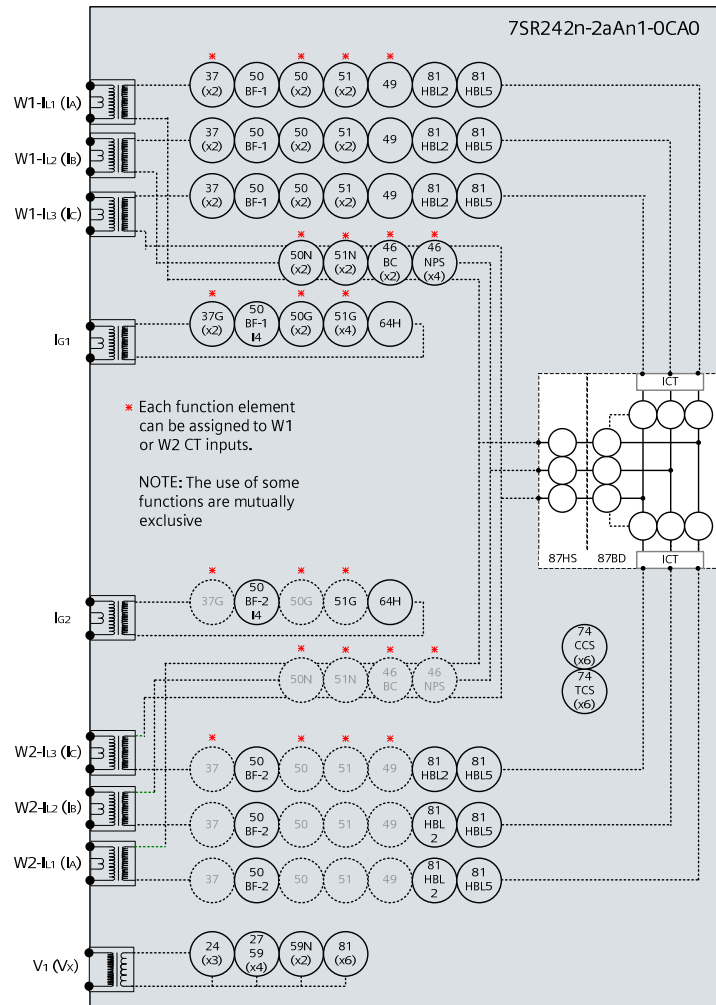 7SR242n-2aAn1-0CA0
* * * *
W1-IL1 (IA)
37
(x2)
50
BF-1
50
(x2)
51
(x2)
49
81
HBL2
81
HBL5
W1-IL2 (IB)
37
(x2)
50
BF-1
50
(x2)
51
(x2)
49
81
HBL2
81
HBL5
W1-IL3 (IC)
37
(x2)
50
BF-1
50
(x2)
51
(x2)
49
81
HBL2
81
HBL5
* * * *
50N
(x2)
51N
(x2)
46
BC
(x2)
46
NPS
(x4)
* * *
IG1
37G
(x2)
50
BF-1
I4
50G
(x2)
51G
(x4)
64H
ICT
* Each function element
can be assigned to W1
or W2 CT inputs.
NOTE: The use of some
functions are mutually
exclusive
87HS
87BD
ICT
* * *
IG2
37G
50
BF-2
I4
50G
51G
64H
74
CCS
(x6)
74
TCS
(x6)
* * * *
50N
51N
46
BC
46
NPS
* * * *
W2-IL3 (IC)
37
50
BF-2
50
51
49
81
HBL2
81
HBL5
W2-IL2 (IB)
37
50
BF-2
50
51
49
81
HBL
2
81
HBL5
W2-IL1 (IA)
37
50
BF-2
50
51
49
81
HBL
2
81
HBL5
V1 (VX)
24
(x3)
27
59
(x4)
59N
(x2)
81
(x6)